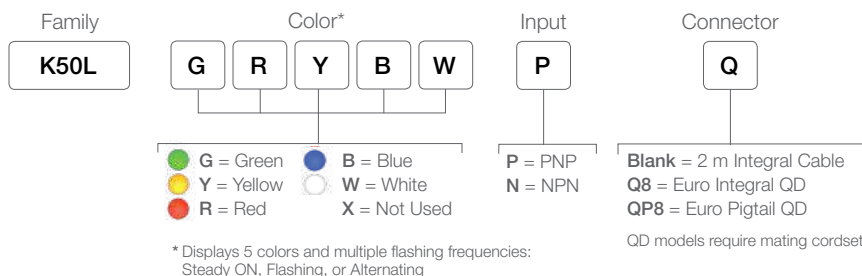 Family
Color*
Input
Connector
K50L
G
R
Y
B
W
P
Q
G = Green
B = Blue
Y = Yellow
W = White
R = Red
X = Not Used
P = PNP
N = NPN
Blank = 2 m Integral Cable
Q8 = Euro Integral QD
QP8 = Euro Pigtail QD
QD models require mating cordset
* Displays 5 colors and multiple flashing frequencies:
Steady ON, Flashing, or Alternating